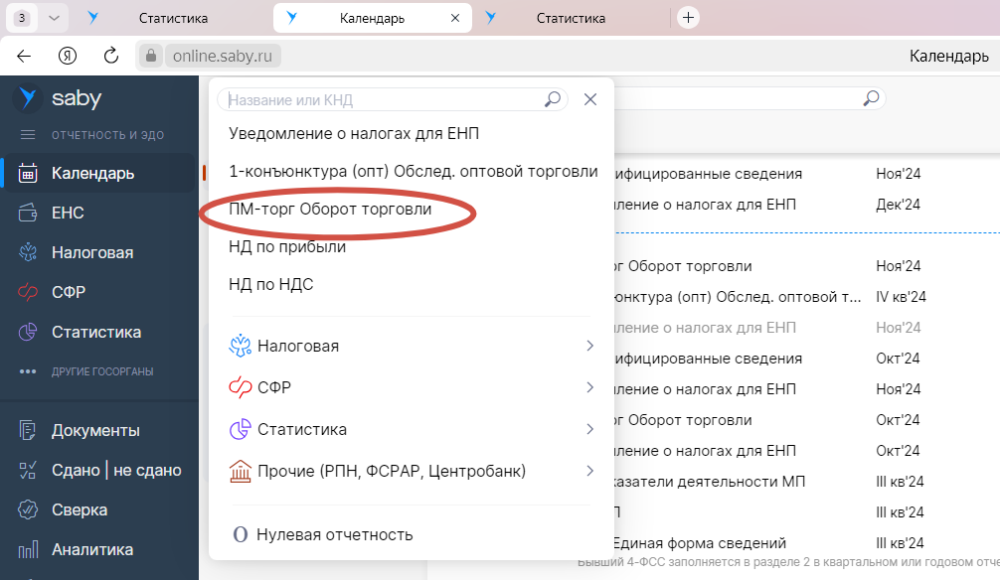 3 Статистика Календарь Статистика
online.saby.ru Календарь
saby
ОТЧЕТНОСТЬ И ЭДО
Календарь
ЕНС
Налоговая
СФР
Статистика
ДРУГИЕ ГОСОРГАНЫ
Документы
Сдано | не сдано
Сверка
Аналитика
Название или КНД
Уведомление о налогах для ЕНП
1-конъюнктура (опт) Обслед. оптовой торговли
ПМ-торг Оборот торговли
НД по прибыли
НД по НДС
Налоговая
СФР
Статистика
Прочие (РПН, ФСРАР, Центробанк)
Нулевая отчетность
ифицированные сведения Ноя'24
ление о налогах для ЕНП Дек'24
рг Оборот торговли Ноя'24
юнктура (опт) Обслед. оптовой т... IV кв'24
ление о налогах для ЕНП Ноя'24
ифицированные сведения Окт'24
ление о налогах для ЕНП Ноя'24
рг Оборот торговли Окт'24
ление о налогах для ЕНП Окт'24
казатели деятельности МП III кв'24
П III кв'24
Единая форма сведений III кв'24
Бывший 4-ФСС заполняется в разделе 2 в квартальном или годовом отче